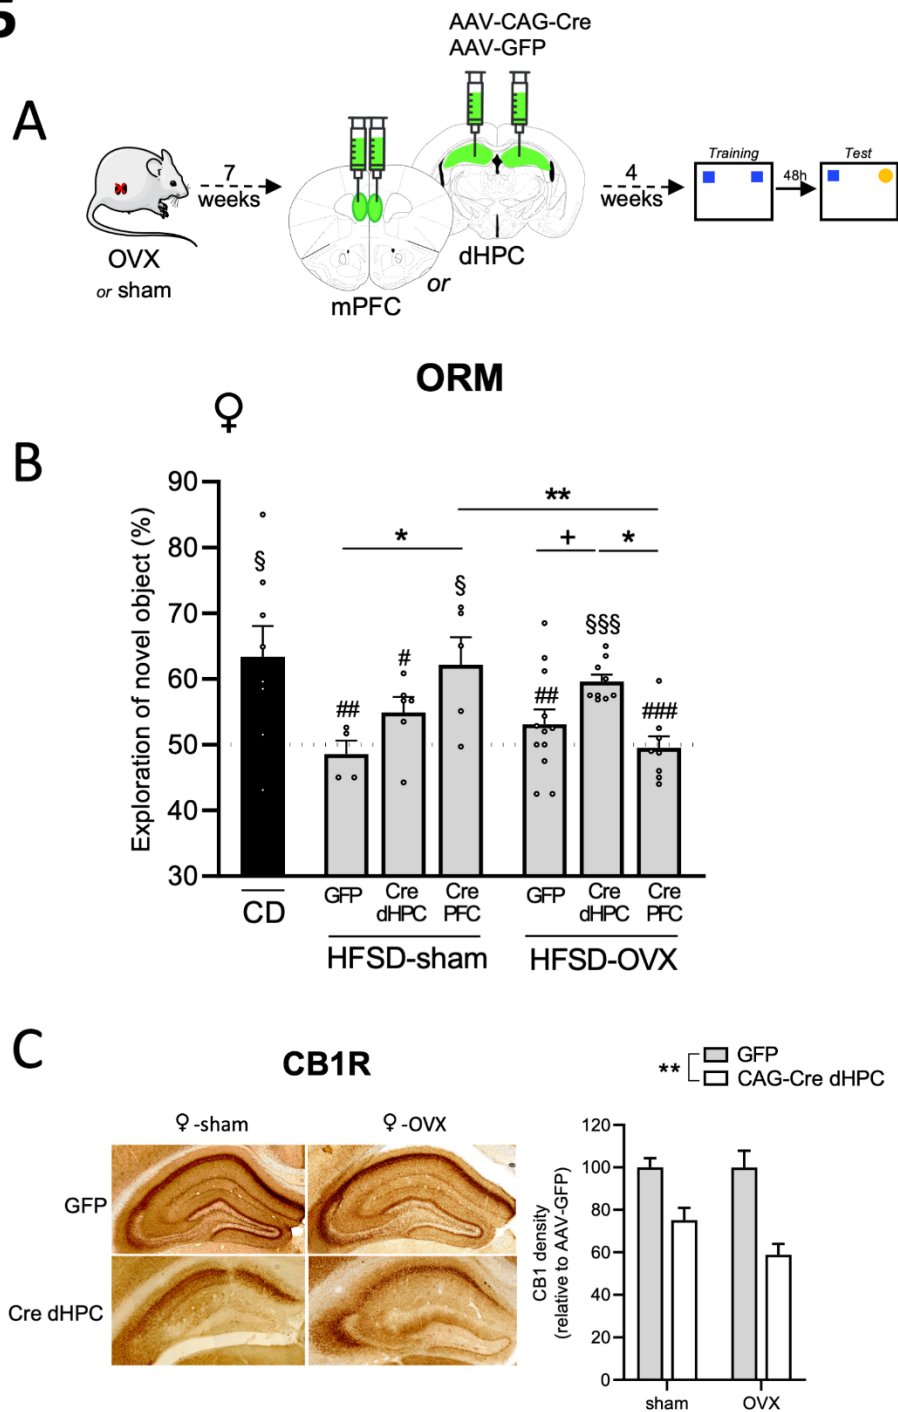 5
AAV-CAG-Cre
AAV-GFP
A
7
weeks
4
weeks
Training
48h
Test
OVX
or sham
mPFC
or
dHPC
ORM
♀
B
Exploration of novel object (%)
90
80
70
60
50
40
30
§
##
#
§
*
**
+
*
##
§§§
###
GFP
Cre dHPC
Cre PFC
GFP
Cre dHPC
Cre PFC
CD
HFSD-sham
HFSD-OVX
C
CB1R
♀-sham
♀-OVX
GFP
Cre dHPC
** GFP
CAG-Cre dHPC
CB1 density
(relative to AAV-GFP)
120
100
80
60
40
20
0
sham
OVX